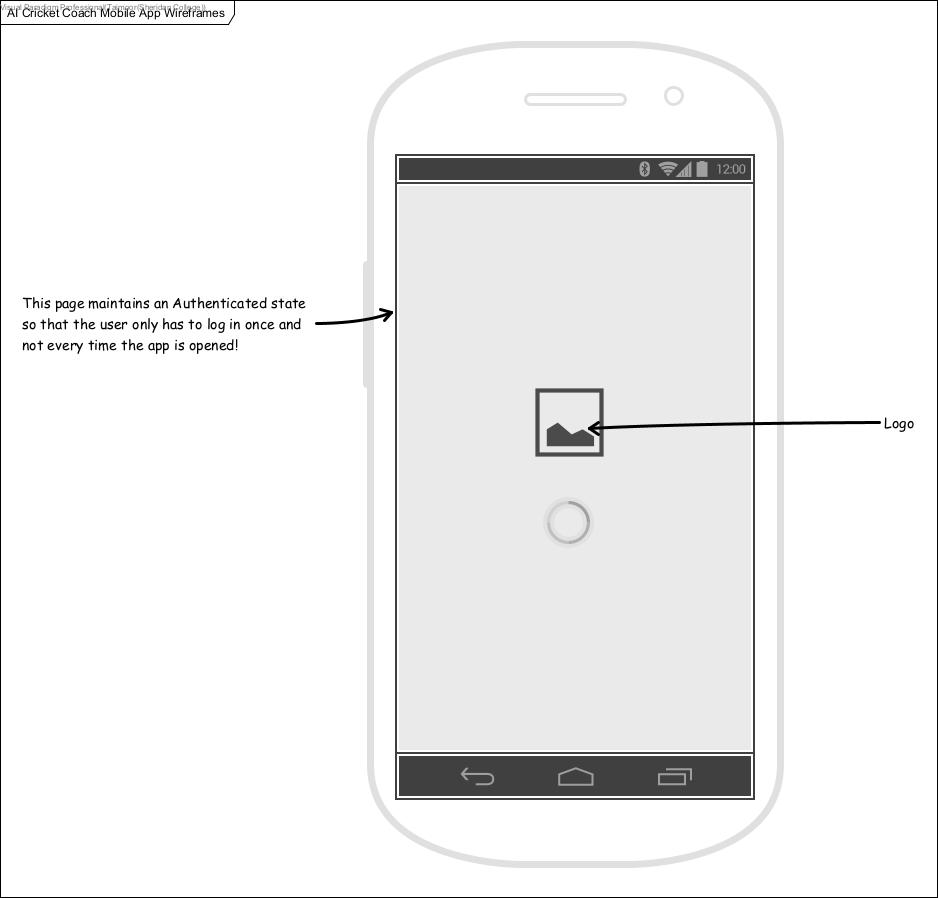 Visual Paradigm Professional(Taimoor(Sheridan College))
AI Cricket Coach Mobile App Wireframes
12:00
This page maintains an Authenticated state
so that the user only has to log in once and
not every time the app is opened!
Logo